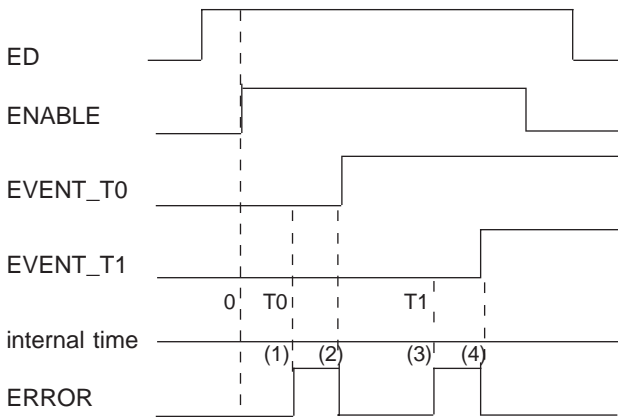 ED
ENABLE
EVENT_T0
EVENT_T1
0 T0 T1
internal time
(1) (2) (3) (4)
ERROR